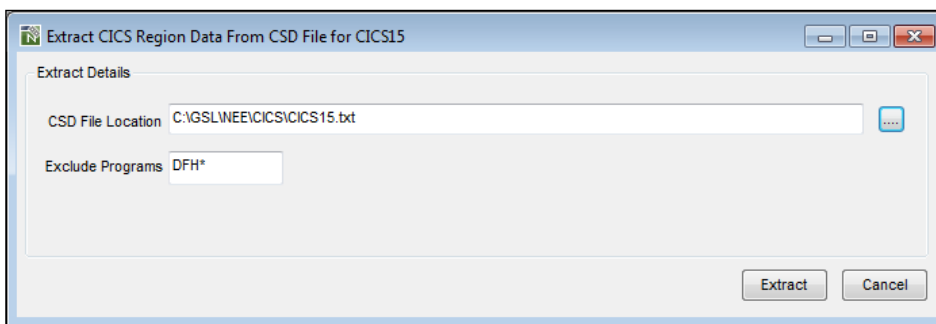 Extract CICS Region Data From CSD File for CICS15
Extract Details
CSD File Location C:\GSL\NEE\CICS\CICS15.txt ....
Exclude Programs DFH*
Extract Cancel